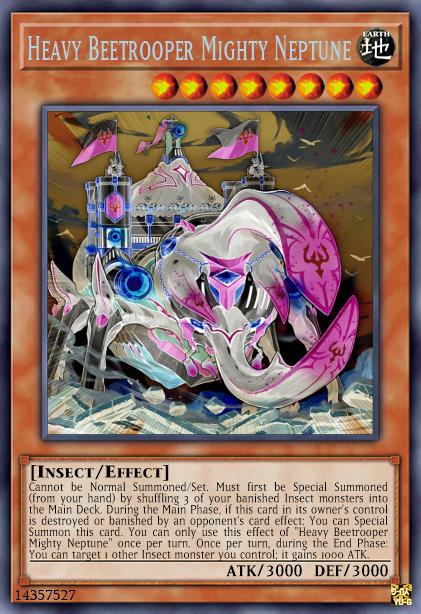 HEAVY BEETROOPER MIGHTY NEPTUNE
EARTH
地
[INSECT/EFFECT]
Cannot be Normal Summoned/Set. Must first be Special Summoned
(from your hand) by shuffling 3 of your banished Insect monsters into
the Main Deck. During the Main Phase, if this card in its owner's control
is destroyed or banished by an opponent's card effect: You can Special
Summon this card. You can only use this effect of "Heavy Beetrooper
Mighty Neptune" once per turn. Once per turn, during the End Phase:
You can target 1 other Insect monster you control; it gains 1000 ATK.
ATK/3000 DEF/3000
14357527